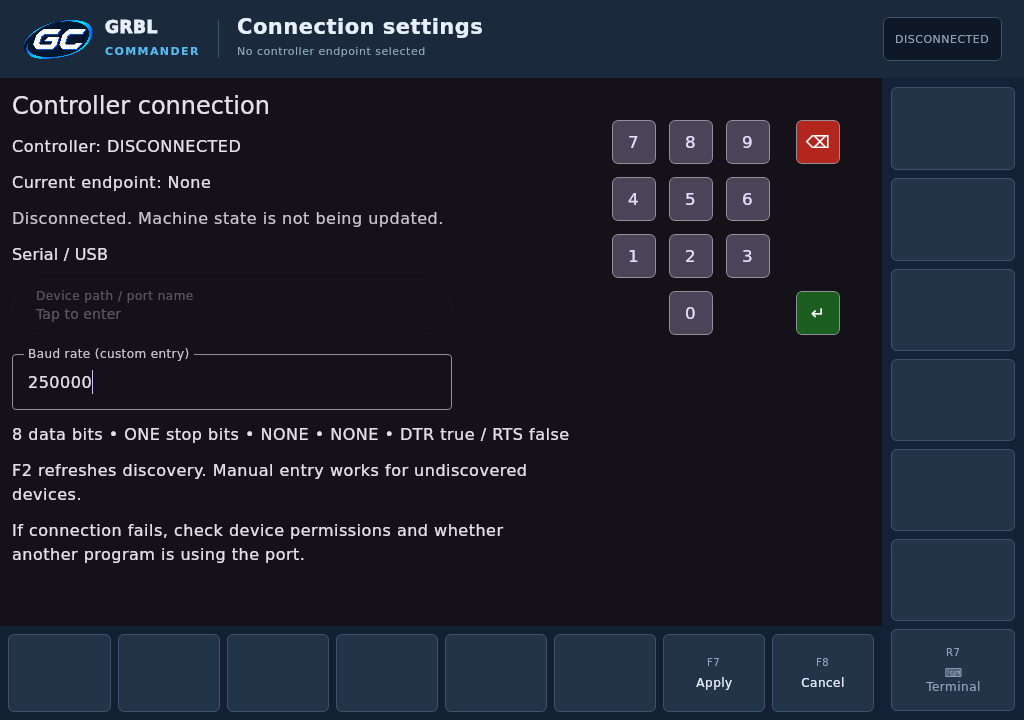 GC
GRBL
COMMANDER
Connection settings
No controller endpoint selected
DISCONNECTED
Controller connection
Controller: DISCONNECTED
Current endpoint: None
Disconnected. Machine state is not being updated.
Serial / USB
Device path / port name
Tap to enter
Baud rate (custom entry)
250000
8 data bits • ONE stop bits • NONE • NONE • DTR true / RTS false
F2 refreshes discovery. Manual entry works for undiscovered
devices.
If connection fails, check device permissions and whether
another program is using the port.
7 8 9 ⌫
4 5 6
1 2 3
0 ↵
F7
Apply
F8
Cancel
R7
⌨
Terminal